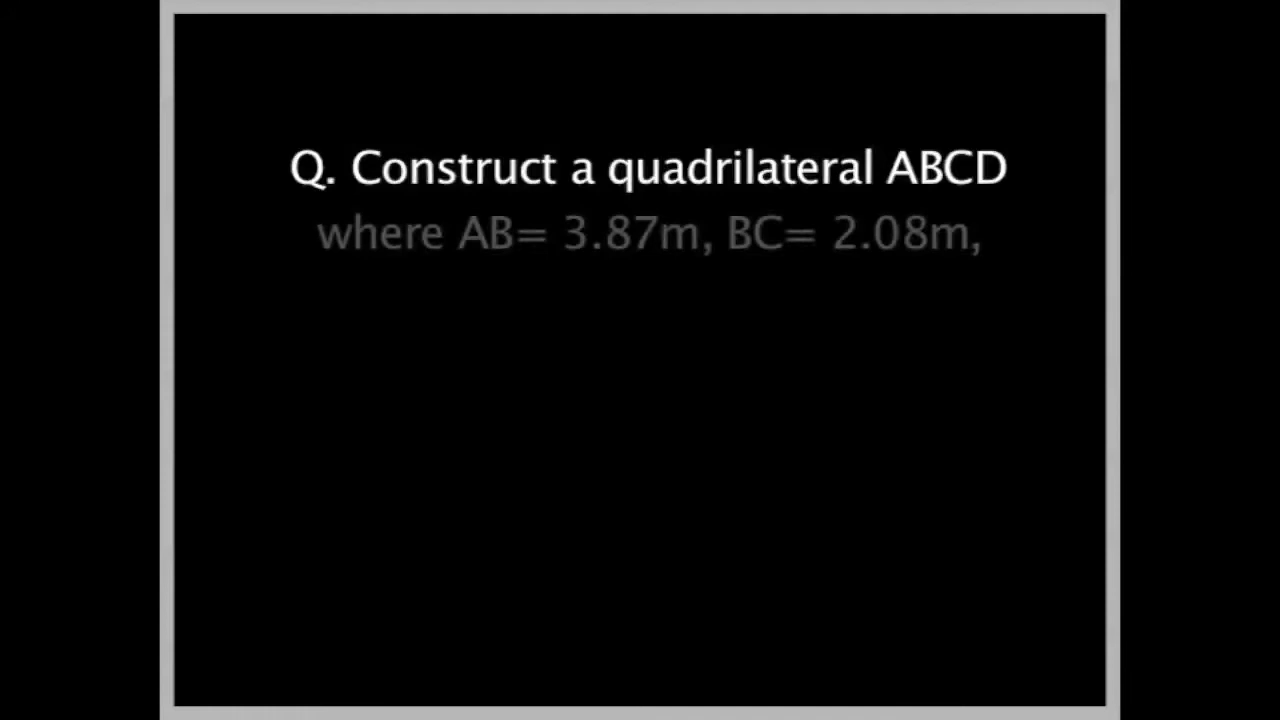 Q. Construct a quadrilateral ABCD
where AB= 3.87m, BC= 2.08m,